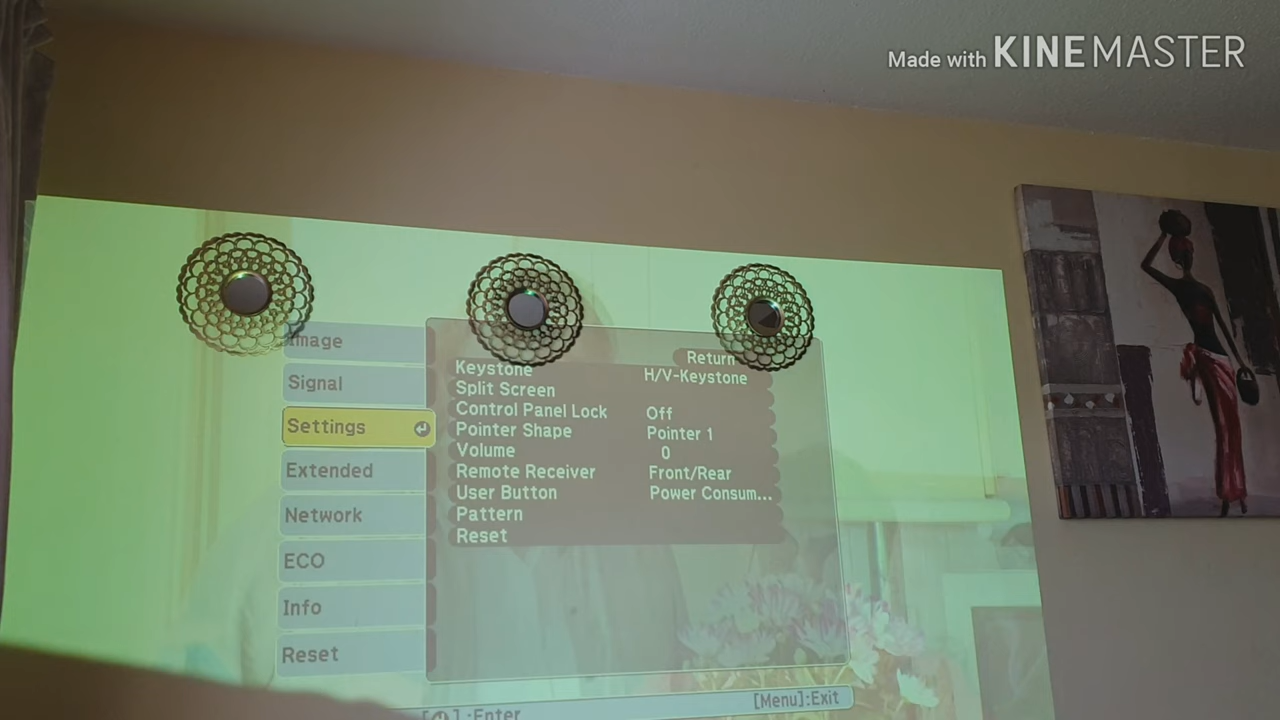 Made with KINEMASTER
Image
Signal
Settings
Extended
Network
ECO
Info
Reset
Return
Keystone H/V-Keystone
Split Screen
Control Panel Lock Off
Pointer Shape Pointer 1
Volume 0
Remote Receiver Front/Rear
User Button Power Consum...
Pattern
Reset
[Menu]:Exit
[ ] :Enter